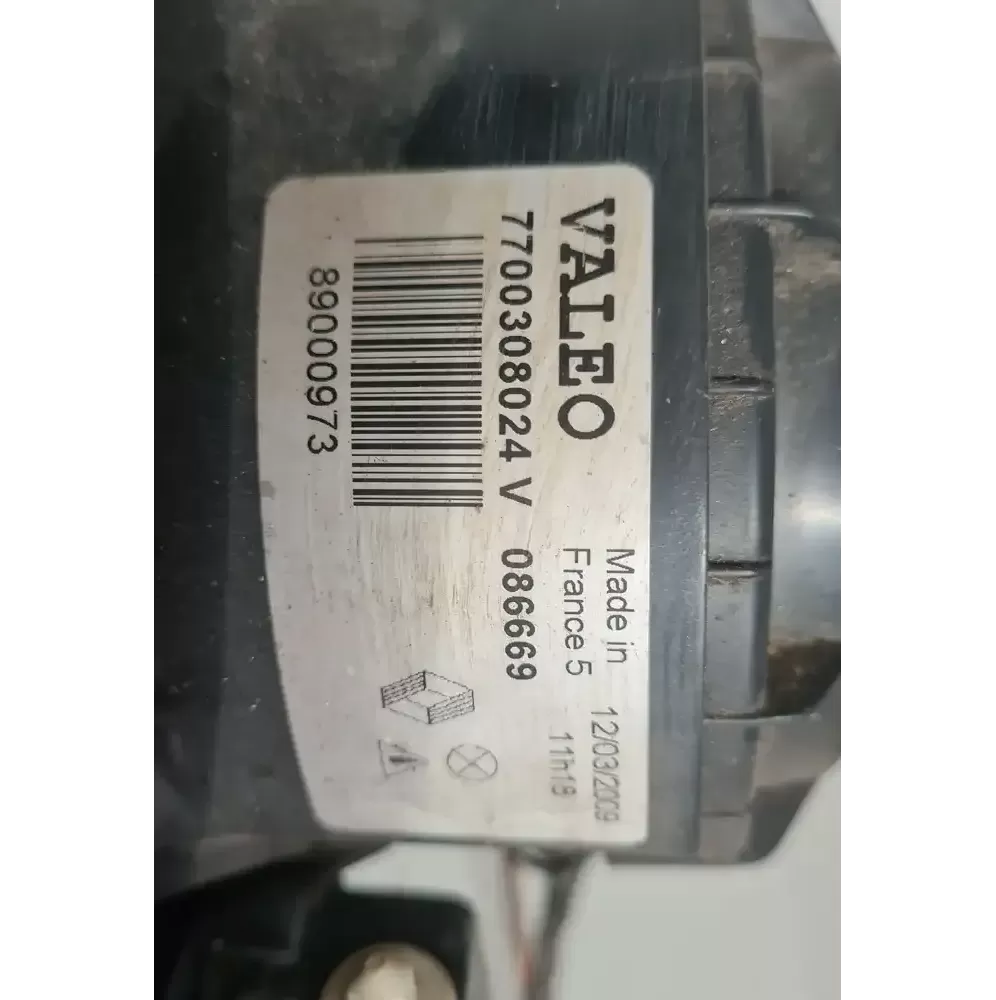 VALEO
Made in
France 5
12/03/2009
11h19
7700308024 V 086669
89000973